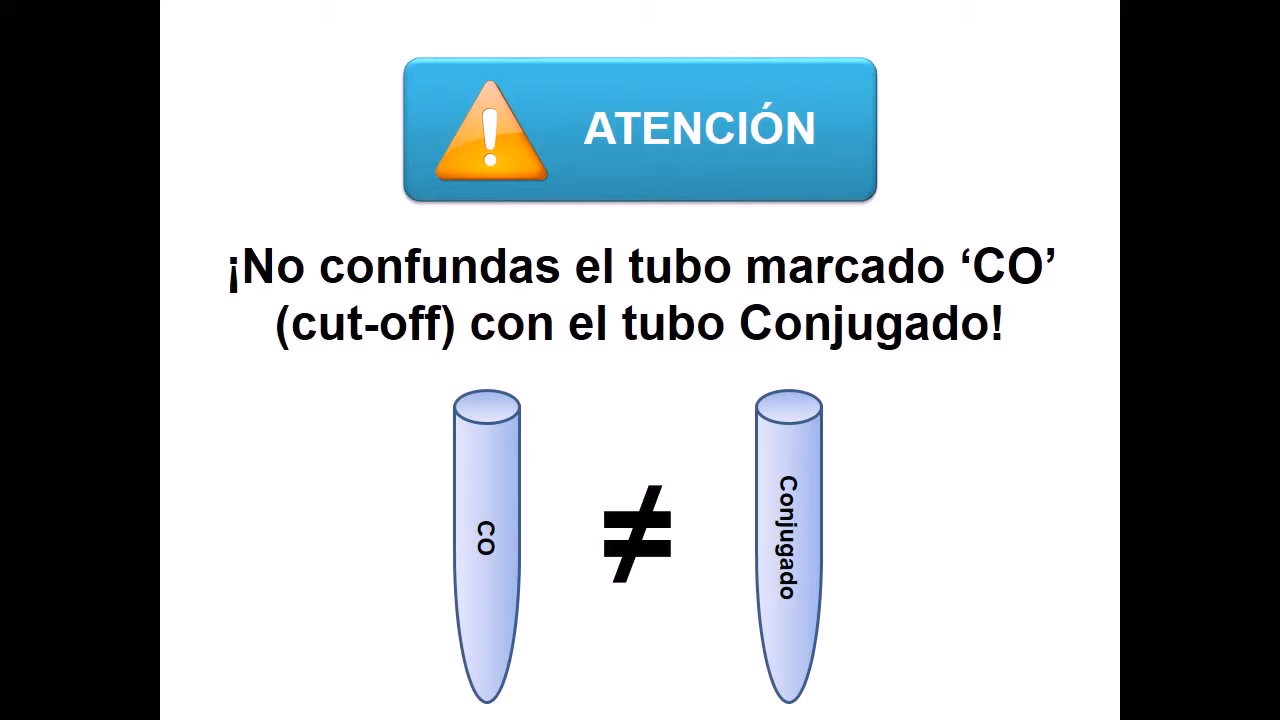 ATENCIÓN
¡No confundas el tubo marcado ‘CO’
(cut-off) con el tubo Conjugado!
CO
≠
Conjugado